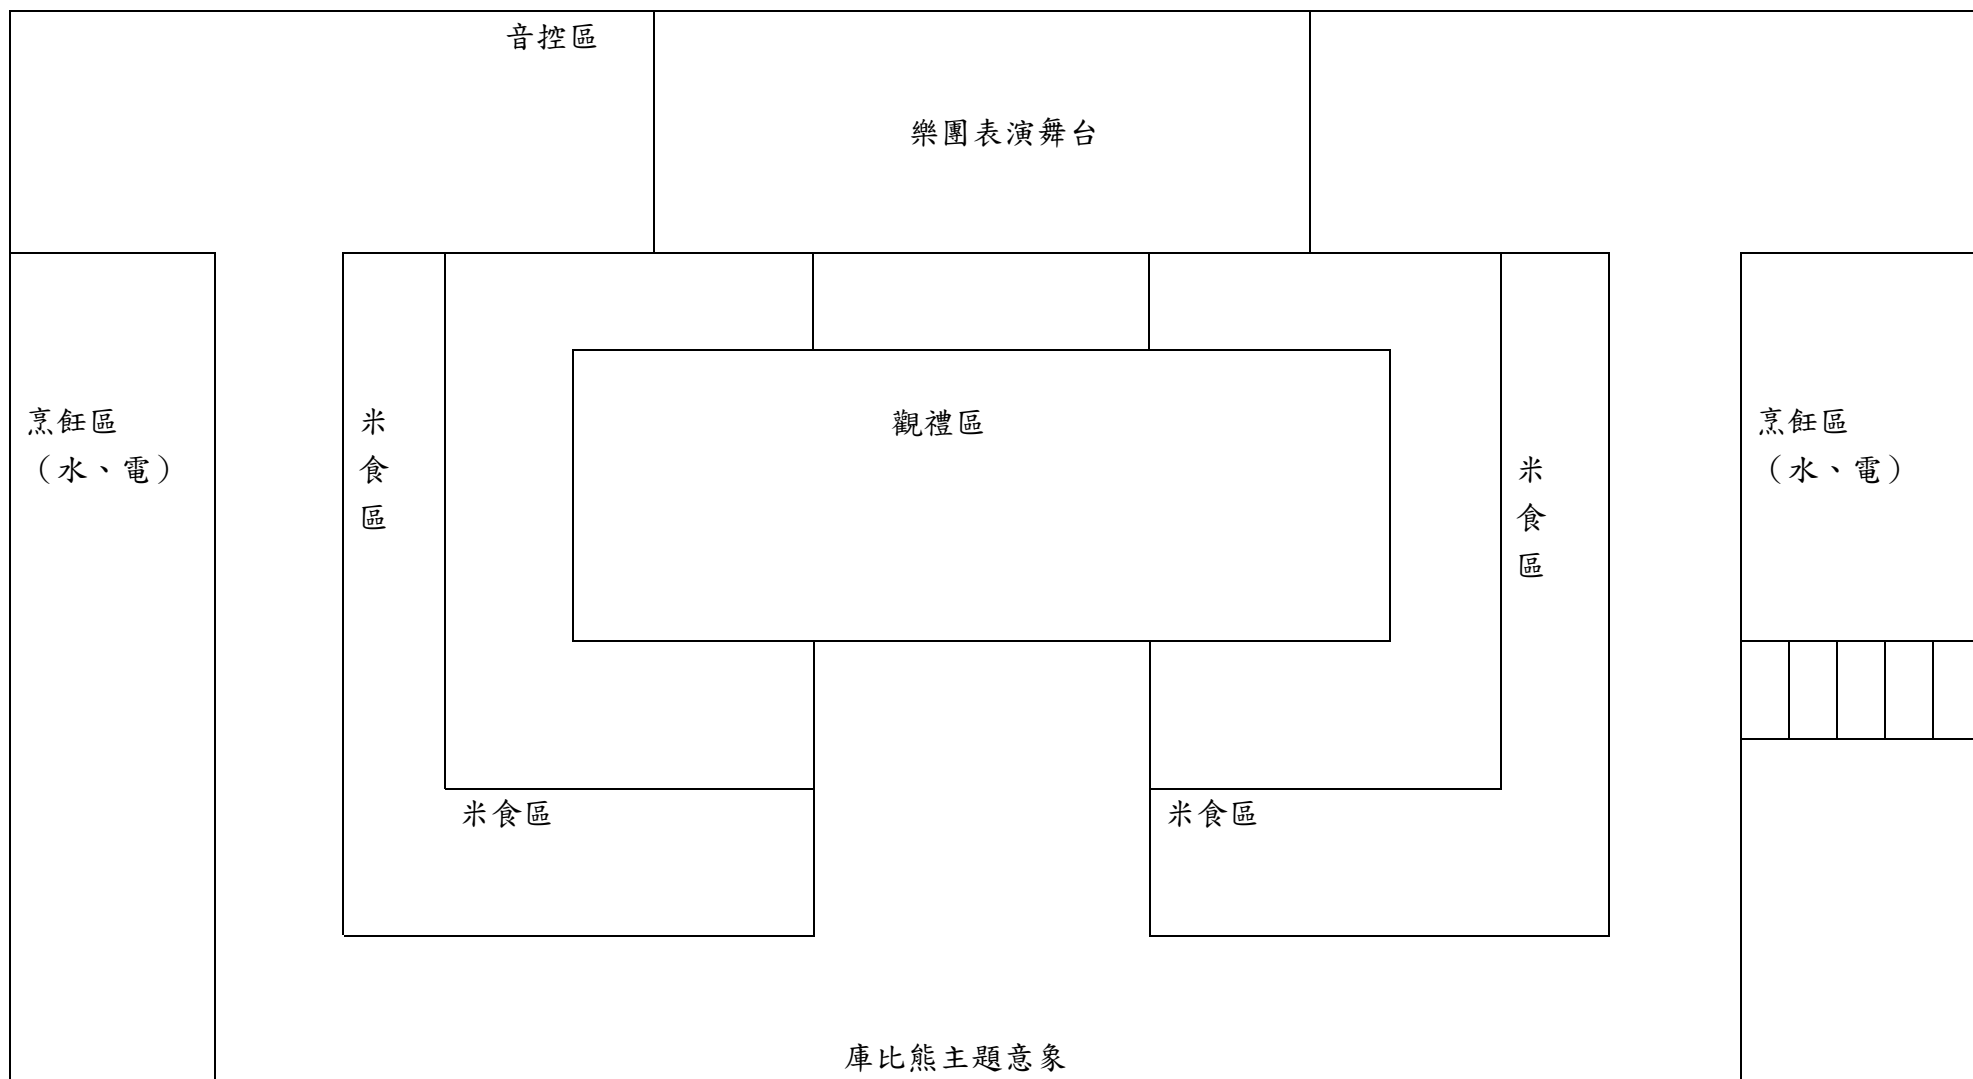 音控區
樂團表演舞台
烹飪區
（水、電）
米
食
區
觀禮區
米
食
區
烹飪區
（水、電）
米食區
米食區
庫比熊主題意象